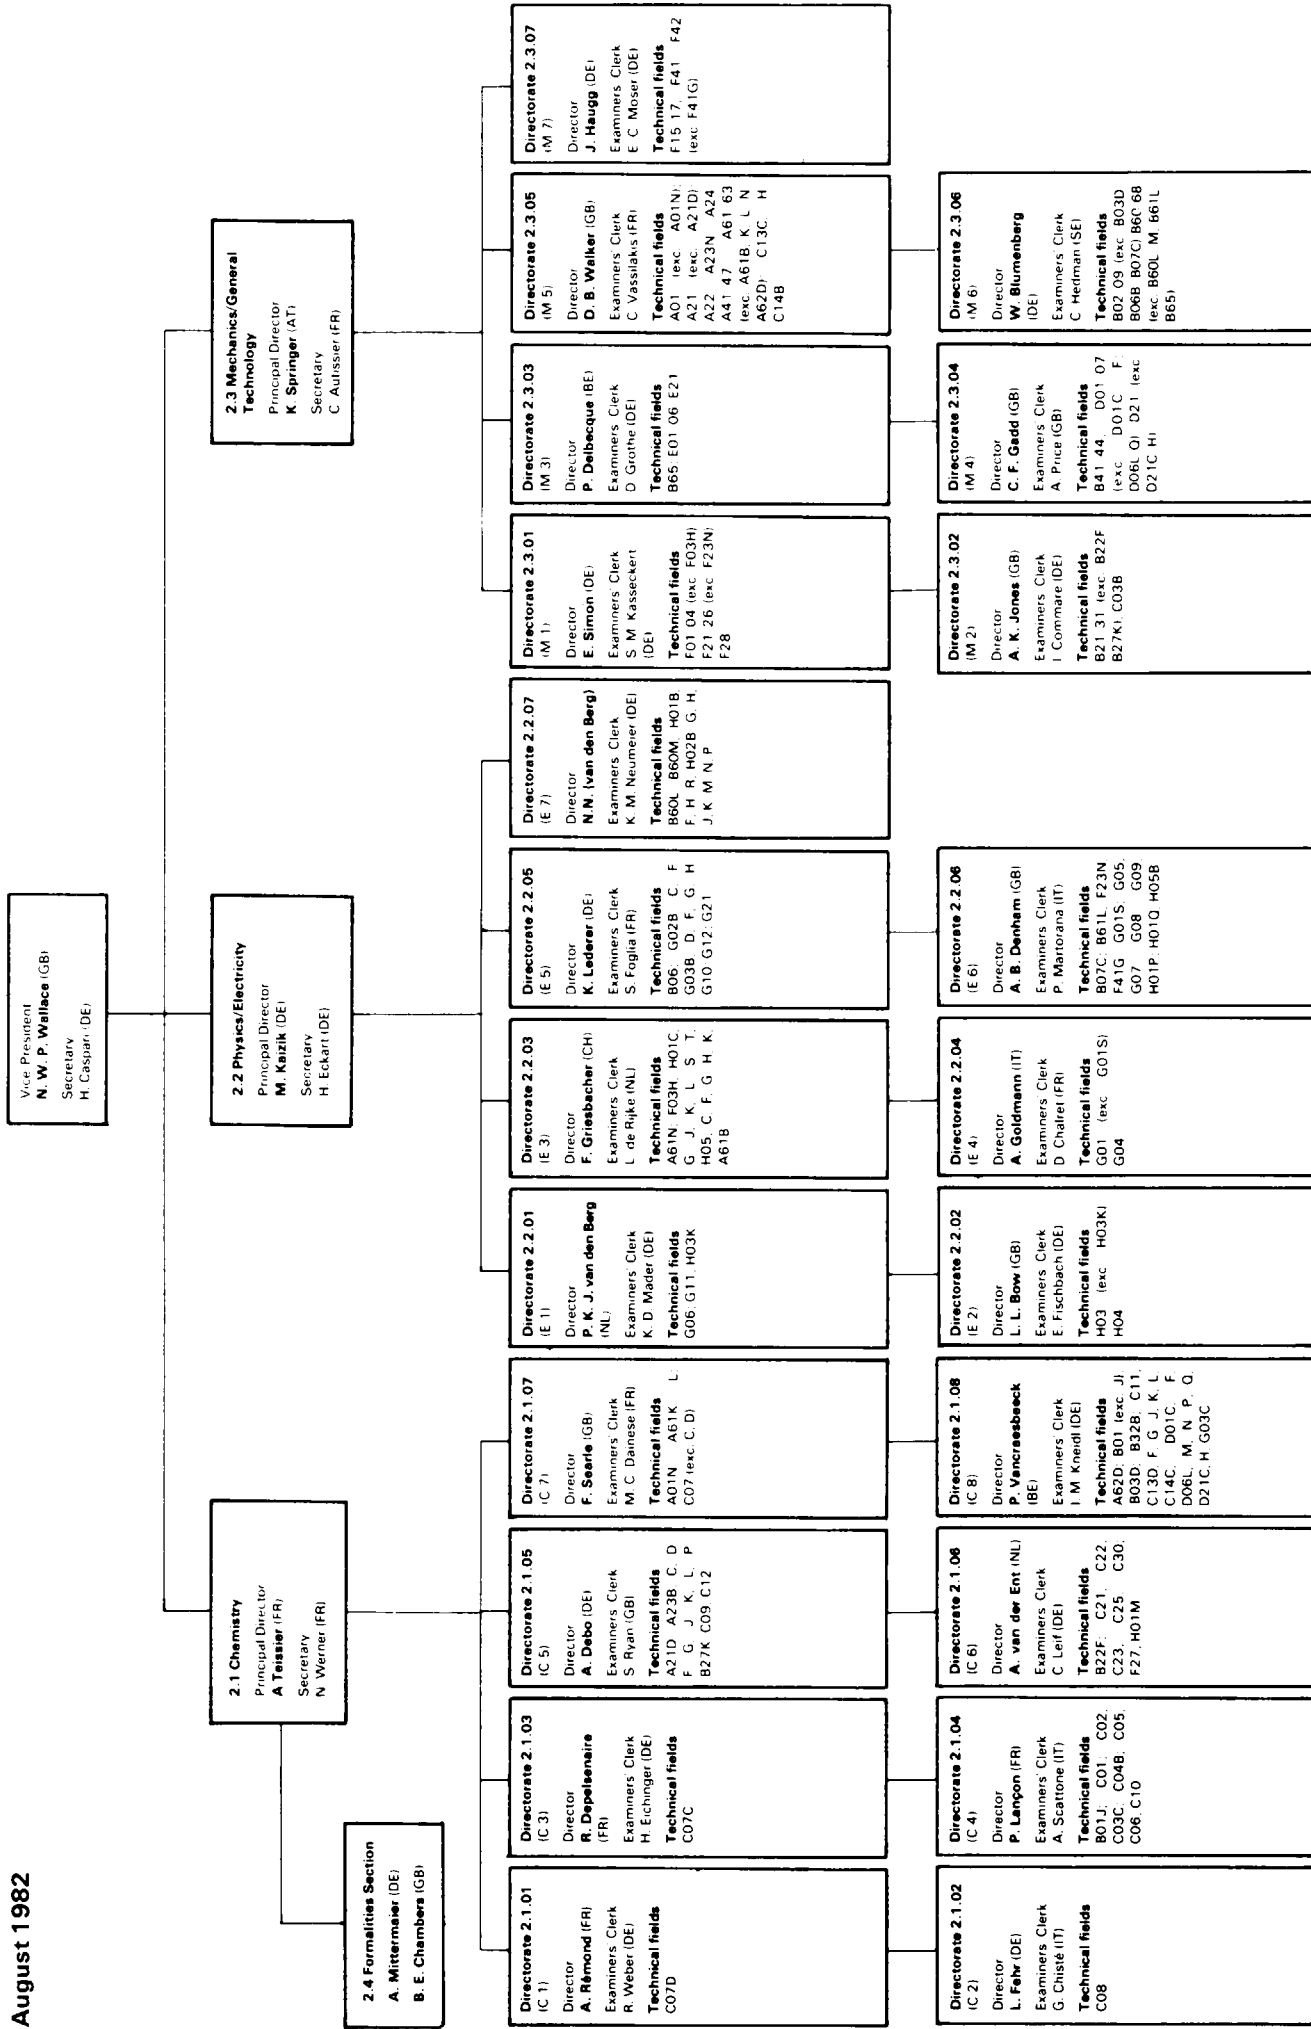 August 1982
Vice President
N. W. P. Wallace (GB)
Secretary
H. Caspari (DE)
2.1 Chemistry
Principal Director
A Teissier (FR)
Secretary
N Werner (FR)
2.2 Physics/Electricity
Principal Director
M. Kaizik (DE)
Secretary
H. Eckart (DE)
2.3 Mechanics/General
Technology
Principal Director
K. Springer (AT)
Secretary
C. Autissier (FR)
2.4 Formalities Section
A. Mittermaier (DE)
B. E. Chambers (GB)
Directorate 2.1.01
(C 1)
Director
A. Rémond (FR)
Examiners' Clerk
R. Weber (DE)
Technical fields
C07D
Directorate 2.1.03
(C 3)
Director
R. Depelsenaire
(FR)
Examiners' Clerk
H. Eichinger (DE)
Technical fields
C07C
Directorate 2.1.05
(C 5)
Director
A. Debo (DE)
Examiners Clerk
S Ryan (GB)
Technical fields
A21D A23B C. D
F G. J K. L. P
B27K C09. C12
Directorate 2.1.07
(C 7)
Director
F. Searle (GB)
Examiners' Clerk
M. C. Dainese (FR)
Technical fields
A01N A61K L.
C07 (exc. C.D)
Directorate 2.2.01
(E 1)
Director
P. K. J. van den Berg
(NL)
Examiners Clerk
K. D. Mader (DE)
Technical fields
G06. G11. H03K
Directorate 2.2.03
(E 3)
Director
F. Griesbacher (CH)
Examiners Clerk
L. de Rijke (NL)
Technical fields
A61N; F03H; H01C.
G J. K. L S T.
H05. C. F. G H K.
A61B
Directorate 2.2.05
(E 5)
Director
K. Lederer (DE)
Examiners Clerk
S. Foglia (FR)
Technical fields
B06. G02B C F
G03B. D. F. G. H
G10. G12; G21
Directorate 2.2.07
(E 7)
Director
N.N. (van den Berg)
Examiners Clerk
K. M. Neumeier (DE)
Technical fields
B60L B60M. H01B.
F. H R. H02B G. H.
J. K M N. P
Directorate 2.3.01
(M 1)
Director
E. Simon (DE)
Examiners' Clerk
S M Kasseckert
(DE)
Technical fields
F01 04 (exc F03H)
F21 26 (exc F23N)
F28
Directorate 2.3.03
(M 3)
Director
P. Delbecque (BE)
Examiners Clerk
D Grothe (DE)
Technical fields
B65. E01 06 E21
Directorate 2.3.05
(M 5)
Director
D. B. Walker (GB)
Examiners' Clerk
C Vassilakis (FR)
Technical fields
A01 (exc. A01N);
A21 (exc. A21D)
A22 A23N A24
A41 47 A61 63
(exc. A61B. K L N
A62D) C13C. H
C14B
Directorate 2.3.07
(M 7)
Director
J. Haugg (DE)
Examiners Clerk
E C Moser (DE)
Technical fields
F15 17, F41 F42
(exc F41G)
Directorate 2.1.02
(C 2)
Director
L. Fehr (DE)
Examiners Clerk
G. Chisté (IT)
Technical fields
C08
Directorate 2.1.04
(C 4)
Director
P. Lançon (FR)
Examiners' Clerk
A. Scattone (IT)
Technical fields
B01J; C01; C02.
C03C. C04B. C05.
C06. C10
Directorate 2.1.06
(C 6)
Director
A. van der Ent (NL)
Examiners Clerk
C. Leif (DE)
Technical fields
B22F; C21. C22.
C23. C25 C30.
F27. H01M
Directorate 2.1.08
(C 8)
Director
P. Vancraesbeeck
(BE)
Examiners' Clerk
I. M Kneidl (DE)
Technical fields
A62D; B01 (exc J)
B03D; B32B; C11.
C13D. F. G J. K. L
C14C. D01C. F.
D06L. M. N P. Q.
D21C. H. G03C
Directorate 2.2.02
(E 2)
Director
L. L. Bow (GB)
Examiners Clerk
E. Fischbach (DE)
Technical fields
H03 (exc H03K)
H04
Directorate 2.2.04
(E 4)
Director
A. Goldmann (IT)
Examiners' Clerk
D Chalret (FR)
Technical fields
G01 (exc G01S)
G04
Directorate 2.2.06
(E 6)
Director
A. B. Denham (GB)
Examiners Clerk
P. Martorana (IT)
Technical fields
B07C; B61L. F23N
F41G G01S; G05.
G07 G08 G09
H01P; H01Q. H05B
Directorate 2.3.02
(M 2)
Director
A. K. Jones (GB)
Examiners' Clerk
I Commare (DE)
Technical fields
B21 31 (exc. B22F
B27K). C03B
Directorate 2.3.04
(M 4)
Director
C. F. Gadd (GB)
Examiners Clerk
A. Price (GB)
Technical fields
B41 44. D01 07
(exc D01C F;
D06L Q) D21 (exc
D21C H)
Directorate 2.3.06
(M 6)
Director
W. Blumenberg
(DE)
Examiners' Clerk
C Hedman (SE)
Technical fields
B02 09 (exc B03D
B06B B07C) B60 68
(exc. B60L M. B61L
B65)